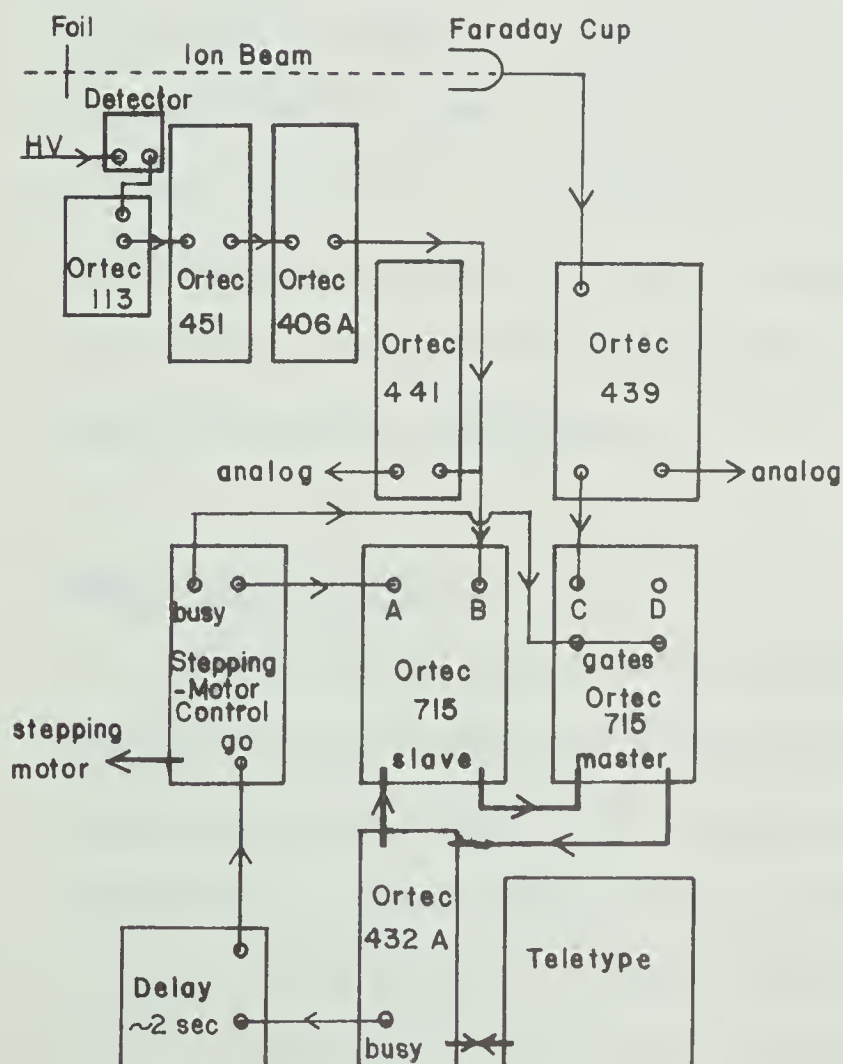 Foil
Ion Beam
Faraday Cup
Detector
HV
Ortec
113
Ortec
451
Ortec
406A
Ortec
441
Ortec
439
analog
analog
busy
Stepping
-Motor
Control
go
stepping
motor
A
B
Ortec
715
slave
C
D
gates
Ortec
715
master
Ortec
432 A
busy
Delay
~2 sec
Teletype